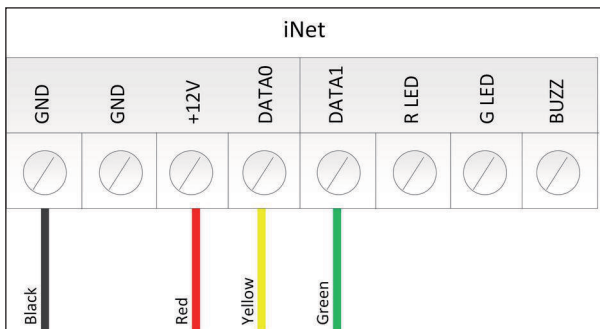 iNet
GND GND +12V DATA0 DATA1 R LED G LED BUZZ
Black Red Yellow Green